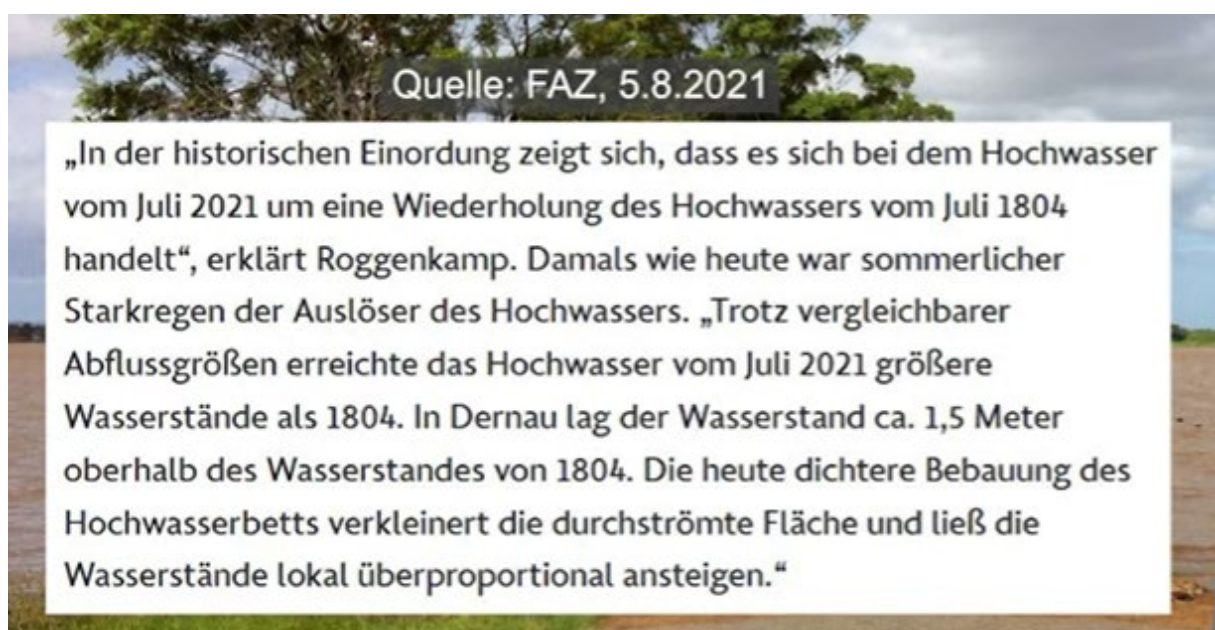 Quelle: FAZ, 5.8.2021
„In der historischen Einordung zeigt sich, dass es sich bei dem Hochwasser
vom Juli 2021 um eine Wiederholung des Hochwassers vom Juli 1804
handelt“, erklärt Roggenkamp. Damals wie heute war sommerlicher
Starkregen der Auslöser des Hochwassers. „Trotz vergleichbarer
Abflussgrößen erreichte das Hochwasser vom Juli 2021 größere
Wasserstände als 1804. In Dernau lag der Wasserstand ca. 1,5 Meter
oberhalb des Wasserstandes von 1804. Die heute dichtere Bebauung des
Hochwasserbetts verkleinert die durchströmte Fläche und ließ die
Wasserstände lokal überproportional ansteigen.“